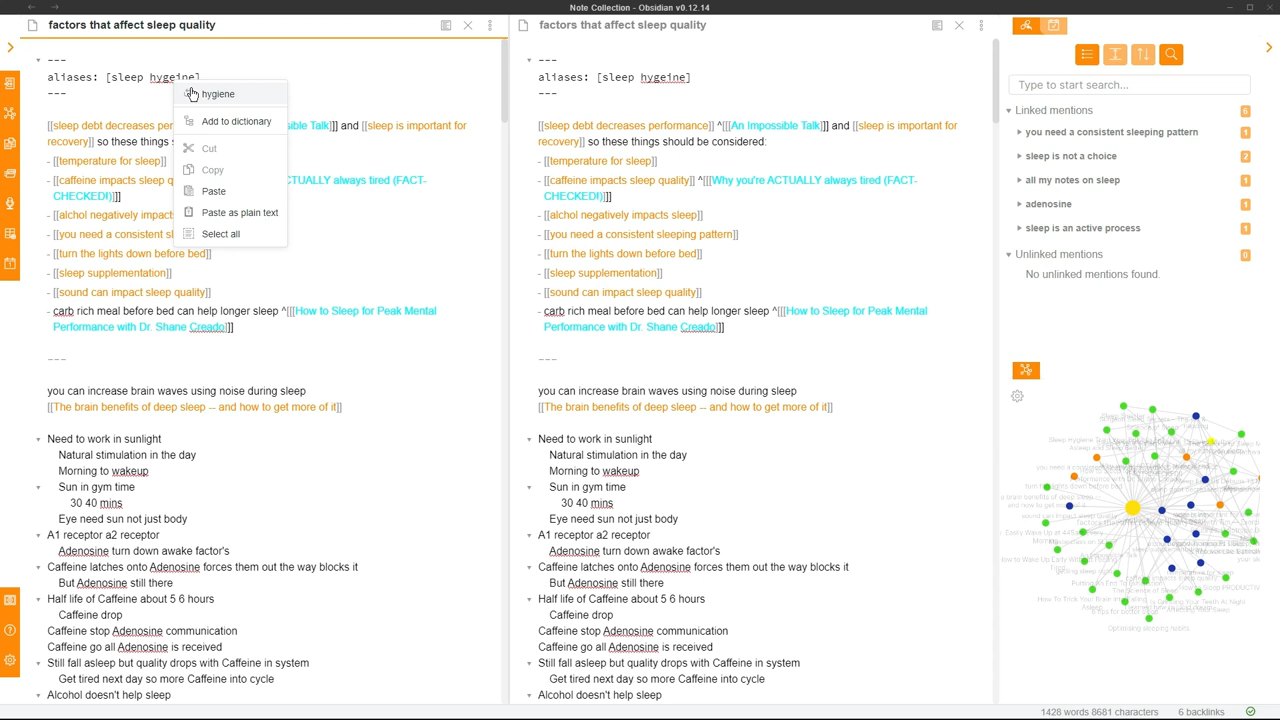 Note Collection - Obsidian v0.12.14
factors that affect sleep quality
---
aliases: [sleep hygeine]
---
hygiene
Add to dictionary
Cut
Copy
Paste
Paste as plain text
Select all
[[sleep debt decreases per
ible Talk]]] and [[sleep is important for
recovery]] so these things s
- [[temperature for sleep]]
- [[caffeine impacts sleep q
CTUALLY always tired (FACT-
CHECKED!)]]]
- [[alchol negatively impacts
- [[you need a consistent sl
- [[turn the lights down before bed]]
- [[sleep supplementation]]
- [[sound can impact sleep quality]]
- carb rich meal before bed can help longer sleep ^[[[How to Sleep for Peak Mental
Performance with Dr. Shane Creado]]]
---
you can increase brain waves using noise during sleep
[[The brain benefits of deep sleep -- and how to get more of it]]
Need to work in sunlight
Natural stimulation in the day
Morning to wakeup
Sun in gym time
30 40 mins
Eye need sun not just body
A1 receptor a2 receptor
Adenosine turn down awake factor's
Caffeine latches onto Adenosine forces them out the way blocks it
But Adenosine still there
Half life of Caffeine about 5 6 hours
Caffeine drop
Caffeine stop Adenosine communication
Caffeine go all Adenosine is received
Still fall asleep but quality drops with Caffeine in system
Get tired next day so more Caffeine into cycle
Alcohol doesn't help sleep
factors that affect sleep quality
---
aliases: [sleep hygeine]
---
[[sleep debt decreases performance]] ^[[[An Impossible Talk]]] and [[sleep is important for
recovery]] so these things should be considered:
- [[temperature for sleep]]
- [[caffeine impacts sleep quality]] ^[[[Why you're ACTUALLY always tired (FACT-
CHECKED!)]]]
- [[alchol negatively impacts sleep]]
- [[you need a consistent sleeping pattern]]
- [[turn the lights down before bed]]
- [[sleep supplementation]]
- [[sound can impact sleep quality]]
- carb rich meal before bed can help longer sleep ^[[[How to Sleep for Peak Mental
Performance with Dr. Shane Creado]]]
---
you can increase brain waves using noise during sleep
[[The brain benefits of deep sleep -- and how to get more of it]]
Need to work in sunlight
Natural stimulation in the day
Morning to wakeup
Sun in gym time
30 40 mins
Eye need sun not just body
A1 receptor a2 receptor
Adenosine turn down awake factor's
Caffeine latches onto Adenosine forces them out the way blocks it
But Adenosine still there
Half life of Caffeine about 5 6 hours
Caffeine drop
Caffeine stop Adenosine communication
Caffeine go all Adenosine is received
Still fall asleep but quality drops with Caffeine in system
Get tired next day so more Caffeine into cycle
Alcohol doesn't help sleep
Type to start search...
Linked mentions 0
you need a consistent sleeping pattern 1
sleep is not a choice 2
all my notes on sleep 1
adenosine 1
sleep is an active process 1
Unlinked mentions 0
No unlinked mentions found.
Optimising sleeping habits
1428 words 8681 characters
6 backlinks